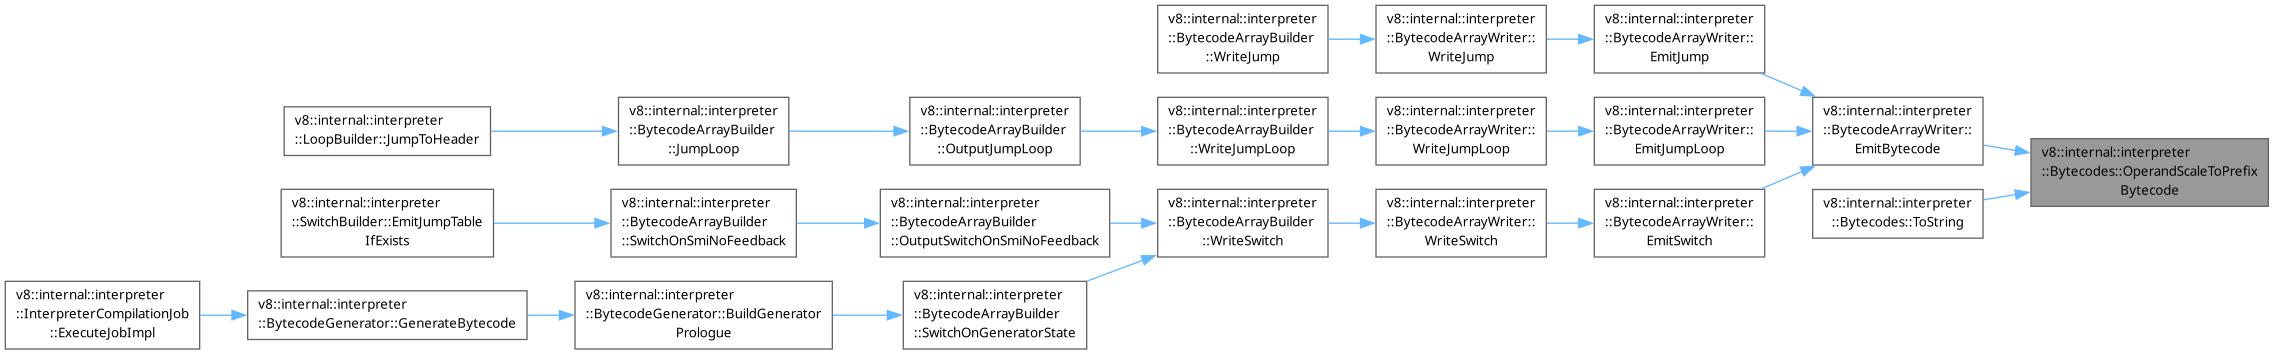 v8::internal::interpreter
::BytecodeArrayBuilder
::WriteJump
v8::internal::interpreter
::BytecodeArrayWriter::
WriteJump
v8::internal::interpreter
::BytecodeArrayWriter::
EmitJump
v8::internal::interpreter
::LoopBuilder::JumpToHeader
v8::internal::interpreter
::BytecodeArrayBuilder
::JumpLoop
v8::internal::interpreter
::BytecodeArrayBuilder
::OutputJumpLoop
v8::internal::interpreter
::BytecodeArrayBuilder
::WriteJumpLoop
v8::internal::interpreter
::BytecodeArrayWriter::
WriteJumpLoop
v8::internal::interpreter
::BytecodeArrayWriter::
EmitJumpLoop
v8::internal::interpreter
::BytecodeArrayWriter::
EmitBytecode
v8::internal::interpreter
::Bytecodes::OperandScaleToPrefix
Bytecode
v8::internal::interpreter
::SwitchBuilder::EmitJumpTable
IfExists
v8::internal::interpreter
::BytecodeArrayBuilder
::SwitchOnSmiNoFeedback
v8::internal::interpreter
::BytecodeArrayBuilder
::OutputSwitchOnSmiNoFeedback
v8::internal::interpreter
::BytecodeArrayBuilder
::WriteSwitch
v8::internal::interpreter
::BytecodeArrayWriter::
WriteSwitch
v8::internal::interpreter
::BytecodeArrayWriter::
EmitSwitch
v8::internal::interpreter
::Bytecodes::ToString
v8::internal::interpreter
::InterpreterCompilationJob
::ExecuteJobImpl
v8::internal::interpreter
::BytecodeGenerator::GenerateBytecode
v8::internal::interpreter
::BytecodeGenerator::BuildGenerator
Prologue
v8::internal::interpreter
::BytecodeArrayBuilder
::SwitchOnGeneratorState